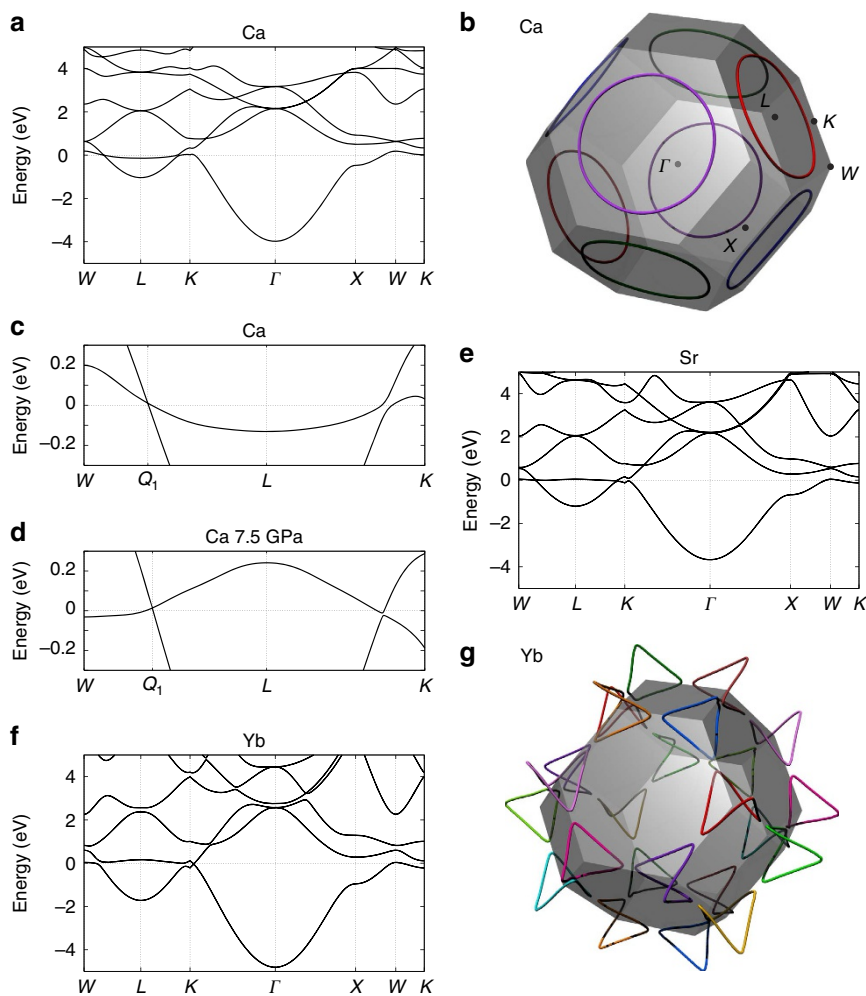 a
Ca
Energy (eV)
4
2
0
−2
−4
W L K Γ X W K
b
Ca
L
K
Γ
W
X
c
Ca
Energy (eV)
0.2
0
−0.2
W Q1 L K
d
Ca 7.5 GPa
Energy (eV)
0.2
0
−0.2
W Q1 L K
e
Sr
Energy (eV)
4
2
0
−2
−4
W L K Γ X W K
f
Yb
Energy (eV)
4
2
0
−2
−4
W L K Γ X W K
g
Yb